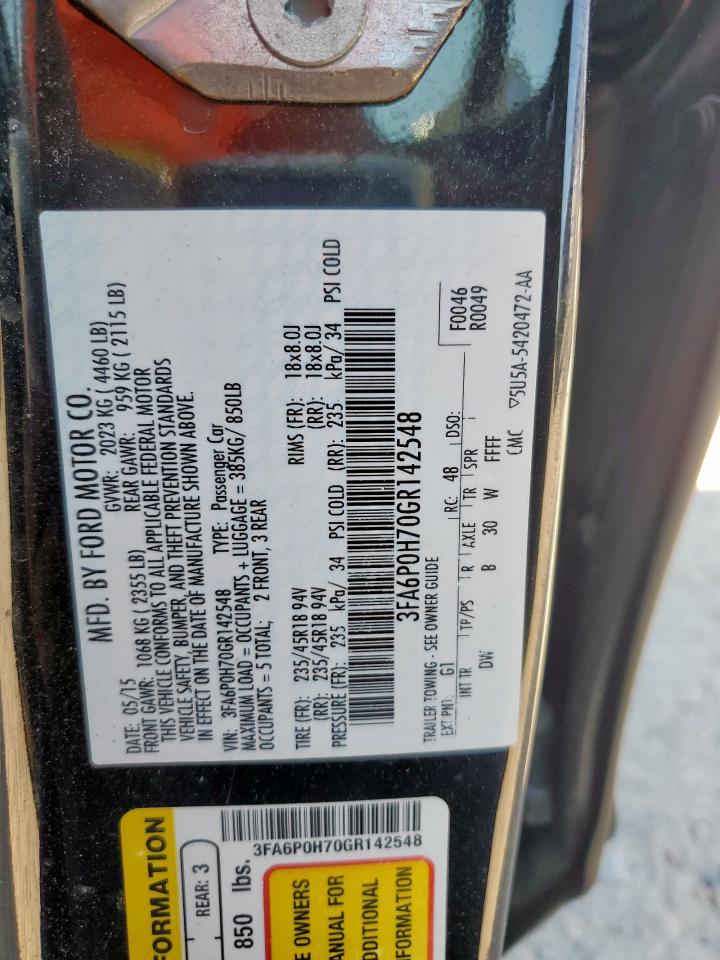 MFD. BY FORD MOTOR CO.
DATE: 05/15 GVWR: 2023 KG ( 4460 LB)
FRONT GAWR: 1068 KG ( 2355 LB) REAR GAWR: 959 KG ( 2115 LB)
THIS VEHICLE CONFORMS TO ALL APPLICABLE FEDERAL MOTOR
VEHICLE SAFETY, BUMPER, AND THEFT PREVENTION STANDARDS
IN EFFECT ON THE DATE OF MANUFACTURE SHOWN ABOVE.
VIN: 3FA6P0H70GR142548 TYPE: Passenger Car
MAXIMUM LOAD = OCCUPANTS + LUGGAGE = 385KG/ 850LB
OCCUPANTS = 5 TOTAL; 2 FRONT, 3 REAR
TIRE (FR): 235/45R18 94V RIMS (FR): 18x8.0J
(RR): 235/45R18 94V (RR): 18x8.0J
PRESSURE (FR): 235 kPa/ 34 PSI COLD (RR): 235 kPa/ 34 PSI COLD
3FA6P0H70GR142548
TRAILER TOWING - SEE OWNER GUIDE F0046
EXT PNT: G1 RC: 48 DSO: R0049
INT TR TP/PS R AXLE TR SPR
DW B 30 W FFFF
CMC ▽5U5A-5420472-AA
FORMATION
REAR: 3
850 lbs.
3FA6P0H70GR142548
E OWNERS
ANUAL FOR
DDITIONAL
FORMATION